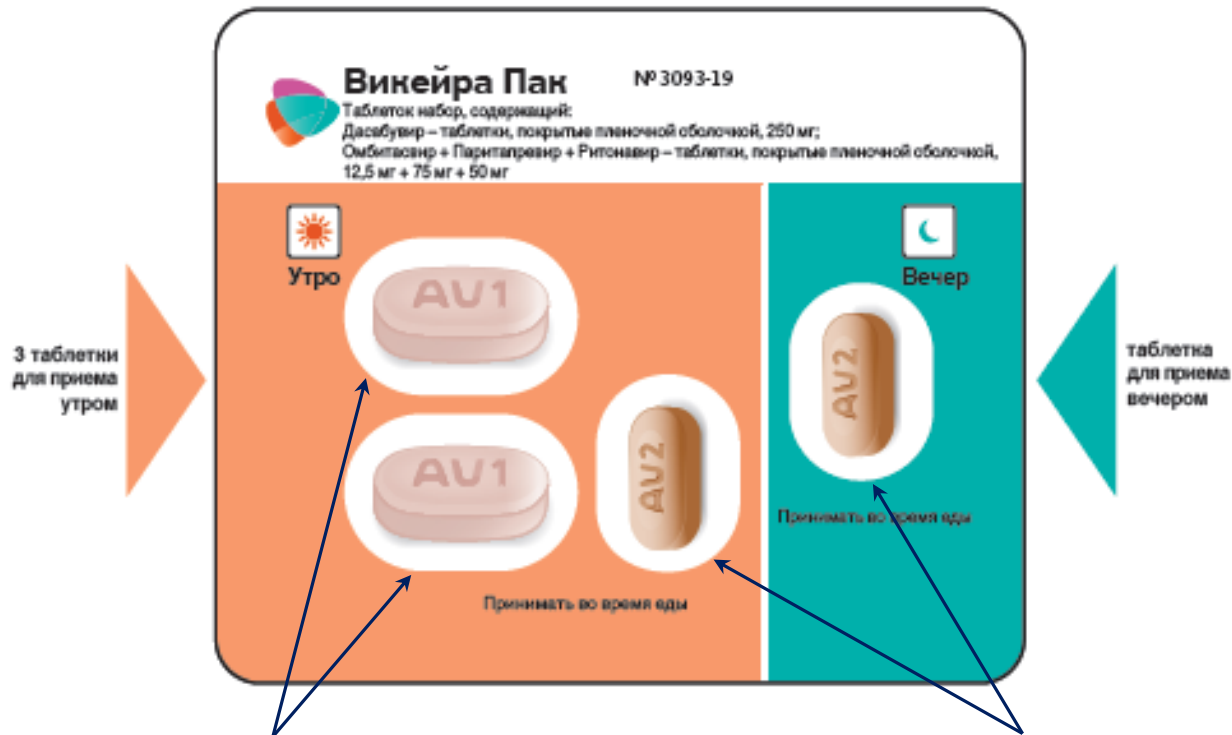 Викейра Пак № 3093-19
Таблеток набор, содержащий:
Дасабувир – таблетки, покрытые пленочной оболочкой, 250 мг;
Омбитасвир + Паритапревир + Ритонавир – таблетки, покрытые пленочной оболочкой,
12,5 мг + 75 мг + 50 мг
Утро
Вечер
AV1
AV2
3 таблетки
для приема
утром
таблетка
для приема
вечером
AV1
AV2
Принимать во время еды
Принимать во время еды